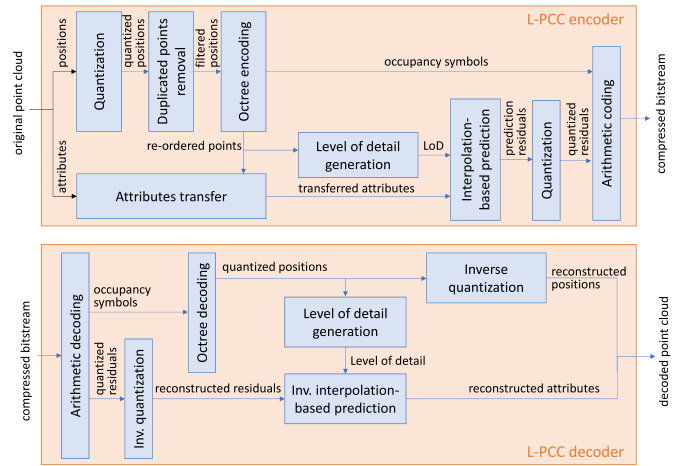 L-PCC encoder
original point cloud
positions
attributes
Quantization
quantized
positions
Duplicated points
removal
filtered
positions
Octree encoding
occupancy symbols
re-ordered points
Level of detail
generation
LoD
Attributes transfer
transferred attributes
Interpolation-
based prediction
prediction
residuals
Quantization
quantized
residuals
Arithmetic coding
compressed bitstream
compressed bitstream
Arithmetic decoding
occupancy
symbols
Octree decoding
quantized positions
Inverse
quantization
reconstructed
positions
Level of detail
generation
Level of detail
quantized
residuals
Inv. quantization
reconstructed residuals
Inv. interpolation-
based prediction
reconstructed attributes
decoded point cloud
L-PCC decoder